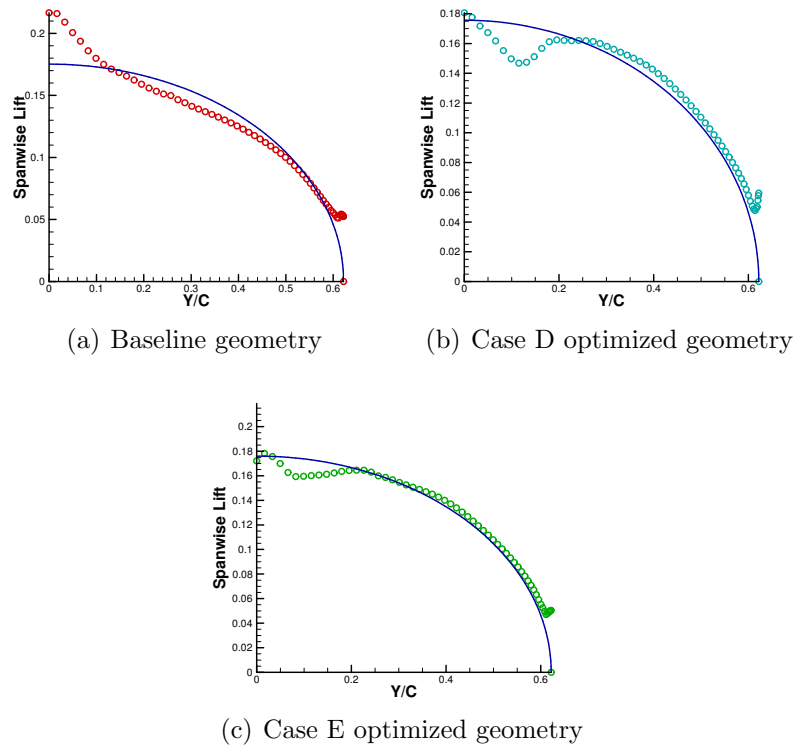 0.2
0.15
0.1
0.05
0
Spanwise Lift
0 0.1 0.2 0.3 0.4 0.5 0.6
Y/C
(a) Baseline geometry
0.18
0.16
0.14
0.12
0.1
0.08
0.06
0.04
0.02
0
Spanwise Lift
0 0.2 0.4 0.6
Y/C
(b) Case D optimized geometry
0.2
0.18
0.16
0.14
0.12
0.1
0.08
0.06
0.04
0.02
0
Spanwise Lift
0 0.2 0.4 0.6
Y/C
(c) Case E optimized geometry